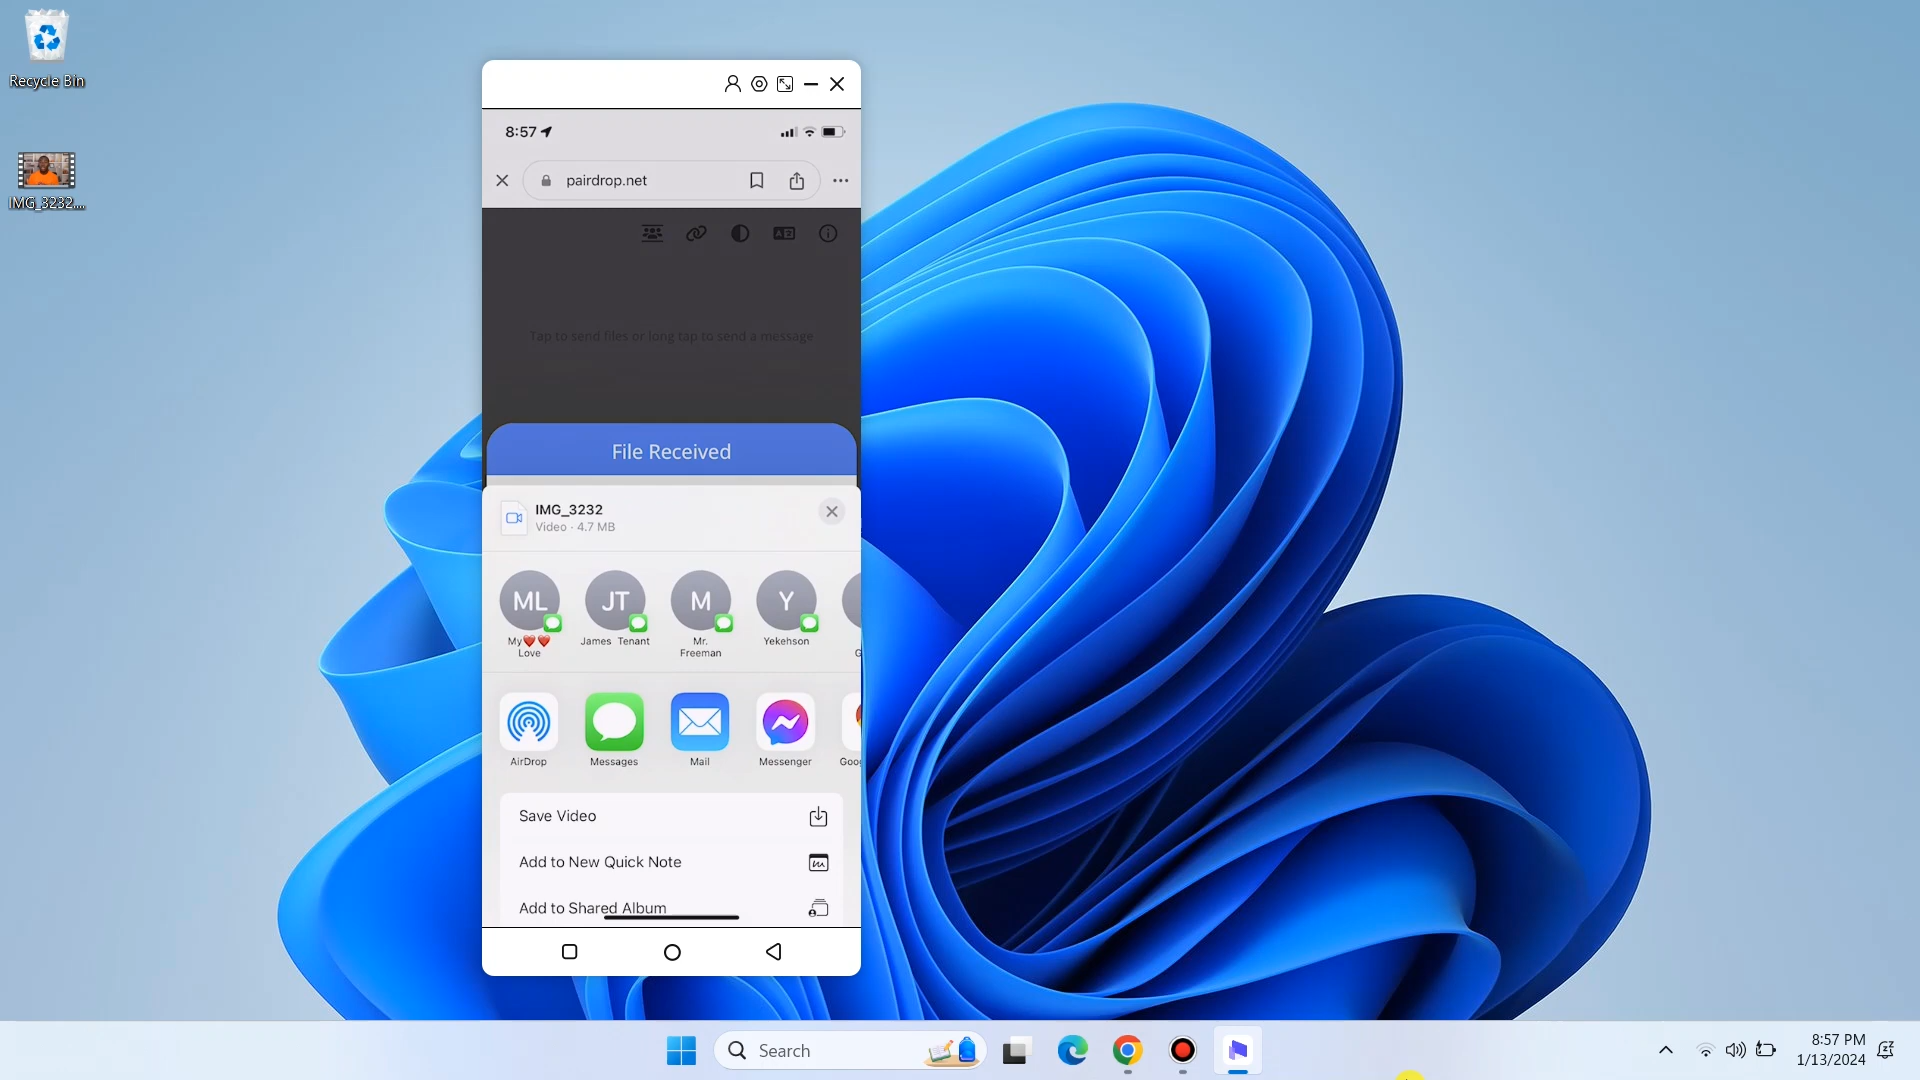 Recycle Bin
IMG_3232....
8:57
pairdrop.net
Tap to send files or long tap to send a message
File Received
IMG_3232
Video · 4.7 MB
ML
JT
M
Y
My❤️❤️
Love
James Tenant
Mr.
Freeman
Yekehson
G
AirDrop
Messages
Mail
Messenger
Goog
Save Video
Add to New Quick Note
Add to Shared Album
Search
8:57 PM
1/13/2024